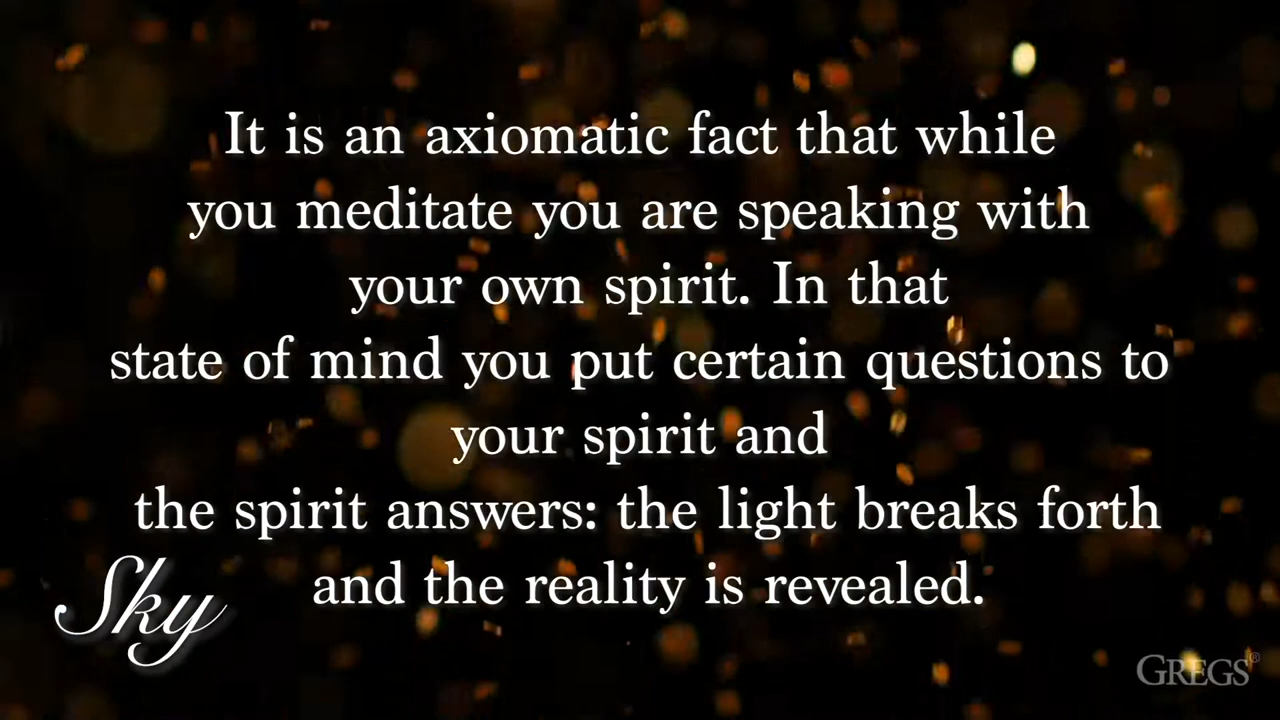 It is an axiomatic fact that while
you meditate you are speaking with
your own spirit. In that
state of mind you put certain questions to
your spirit and
the spirit answers: the light breaks forth
and the reality is revealed.
Sky
GREGS®